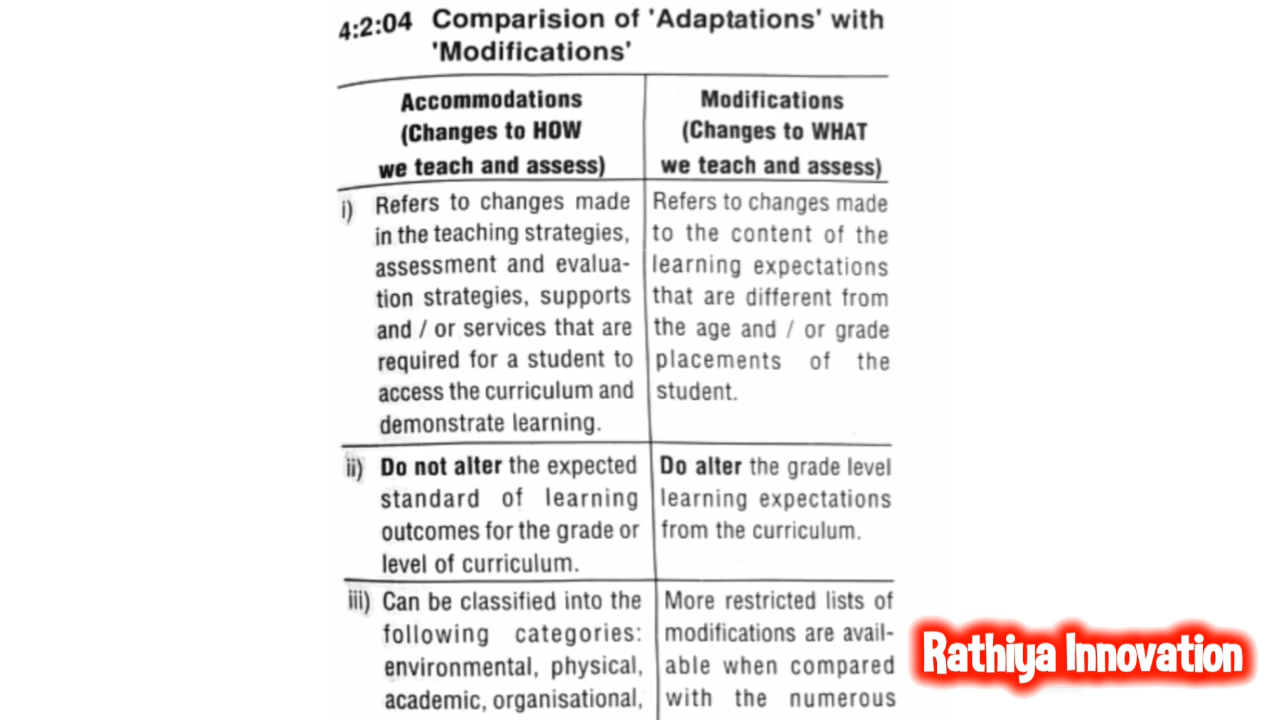 4:2:04 Comparision of 'Adaptations' with
'Modifications'
Accommodations
(Changes to HOW
we teach and assess)
Modifications
(Changes to WHAT
we teach and assess)
i) Refers to changes made
in the teaching strategies,
assessment and evalua-
tion strategies, supports
and / or services that are
required for a student to
access the curriculum and
demonstrate learning.
Refers to changes made
to the content of the
learning expectations
that are different from
the age and / or grade
placements of the
student.
ii) Do not alter the expected
standard of learning
outcomes for the grade or
level of curriculum.
Do alter the grade level
learning expectations
from the curriculum.
iii) Can be classified into the
following categories:
environmental, physical,
academic, organisational,
More restricted lists of
modifications are avail-
able when compared
with the numerous
Rathiya Innovation